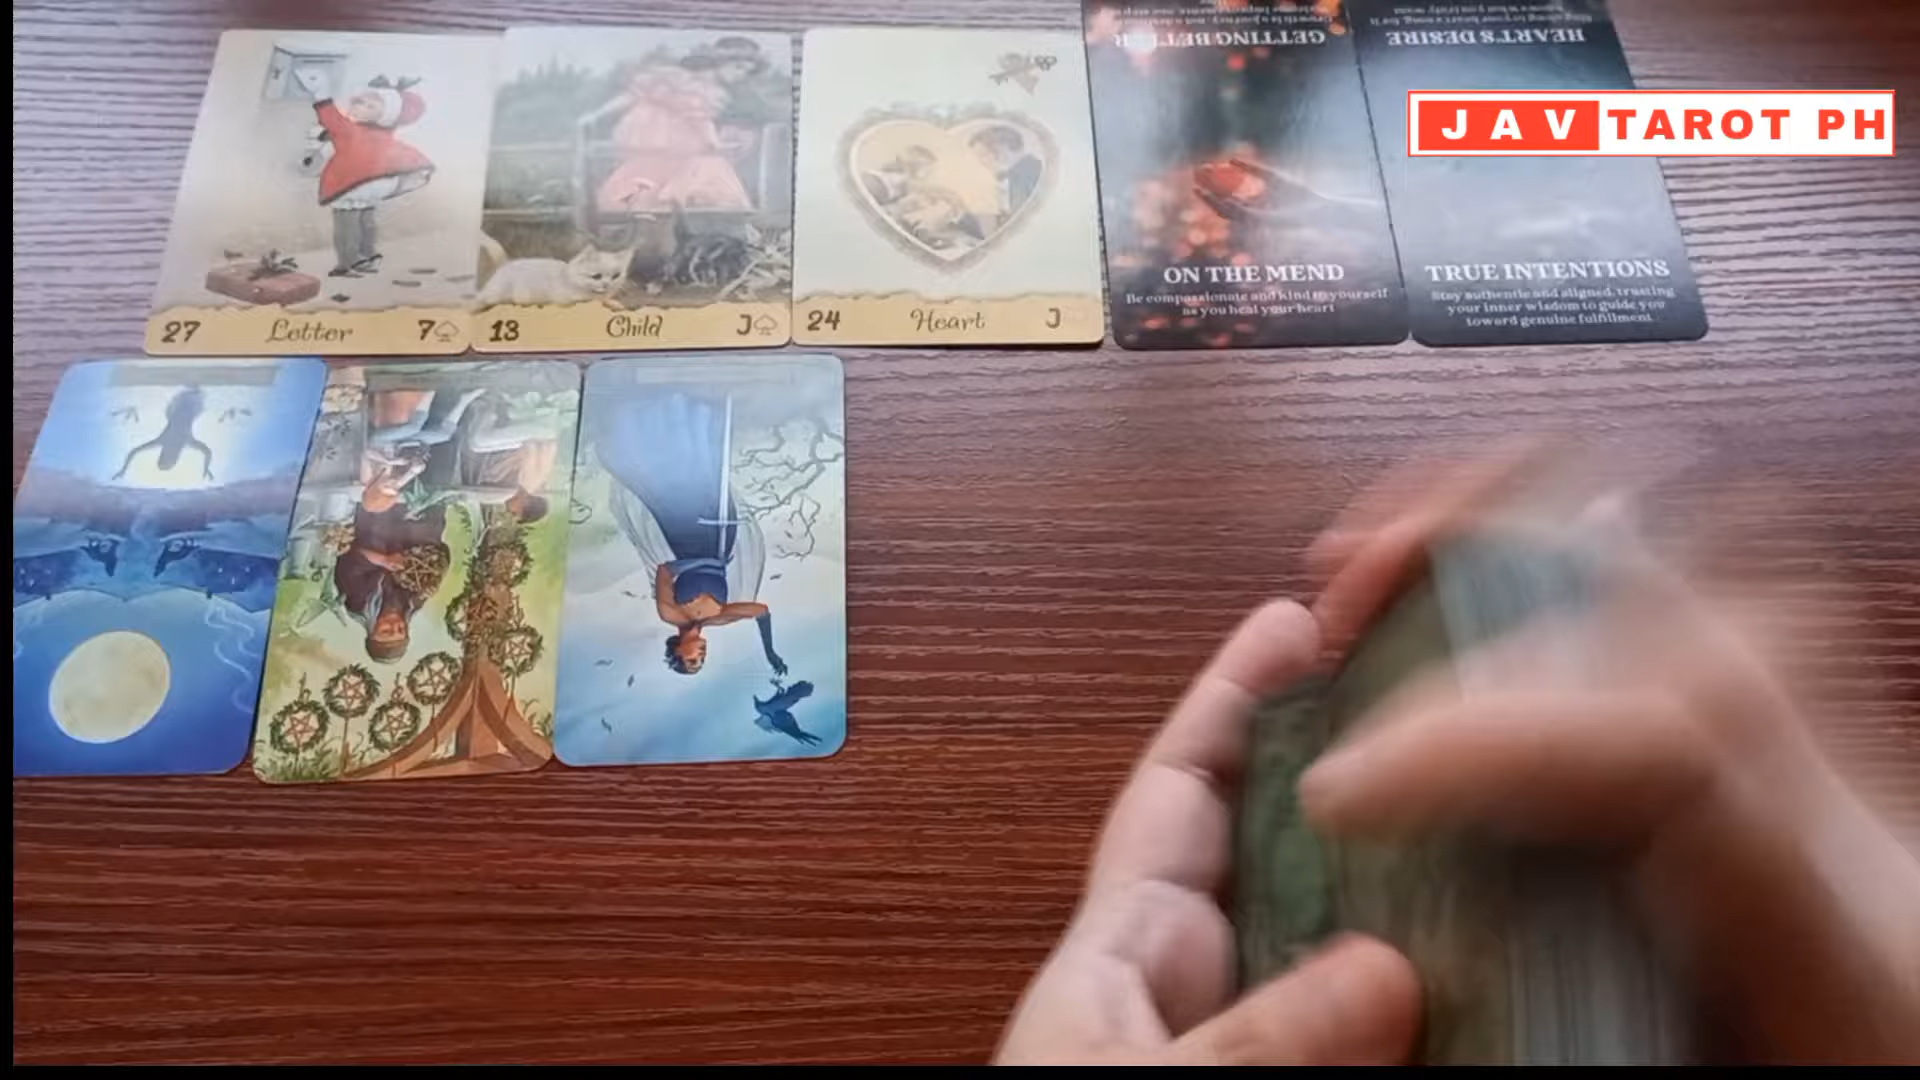 GETTING BETTER
HEART'S DESIRE
JAV TAROT PH
ON THE MEND
Be compassionate and kind to yourself
as you heal your heart
TRUE INTENTIONS
Stay authentic and aligned, trusting
your inner wisdom to guide you
toward genuine fulfillment
27 Letter 7
13 Child J
24 Heart J